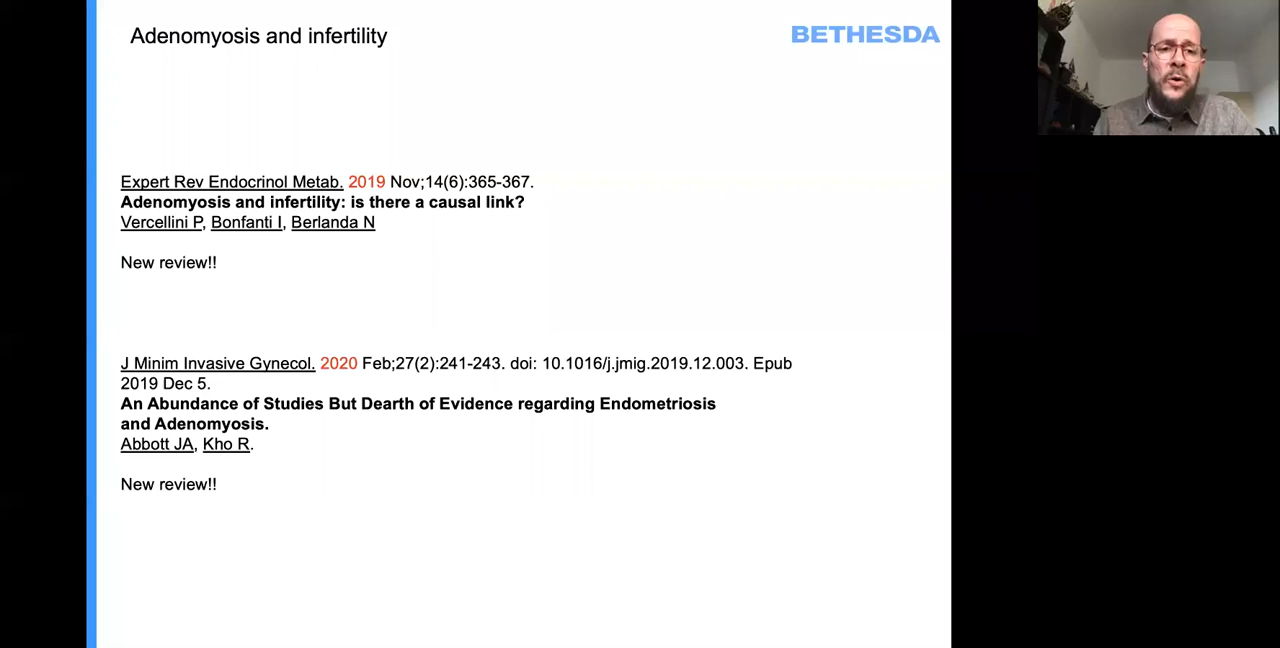 Adenomyosis and infertility
BETHESDA
Expert Rev Endocrinol Metab. 2019 Nov;14(6):365-367.
Adenomyosis and infertility: is there a causal link?
Vercellini P, Bonfanti I, Berlanda N
New review!!
J Minim Invasive Gynecol. 2020 Feb;27(2):241-243. doi: 10.1016/j.jmig.2019.12.003. Epub
2019 Dec 5.
An Abundance of Studies But Dearth of Evidence regarding Endometriosis
and Adenomyosis.
Abbott JA, Kho R.
New review!!